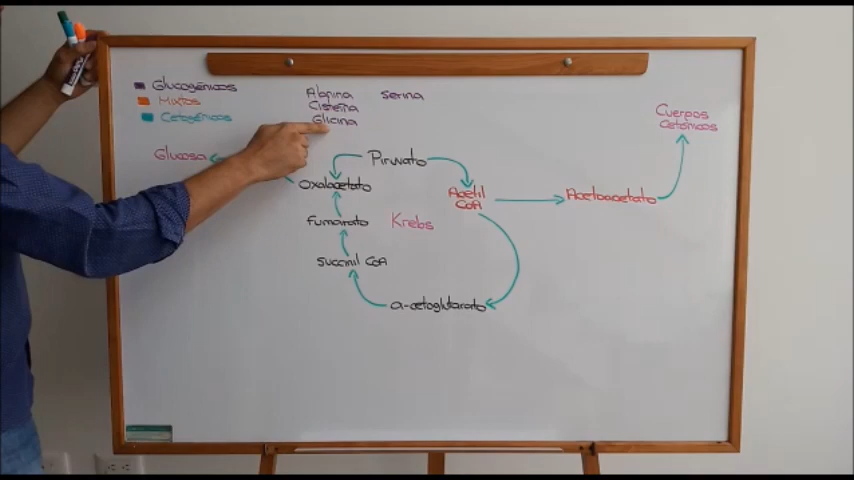 Glucogénicos
Mixtos
Cetogénicos
Alanina Serina
Cisteína
Glicina
Cuerpos
Cetónicos
Glucosa
Piruvato
Oxalacetato
Acetil
CoA
Acetoacetato
Fumarato
Krebs
Succinil CoA
α-cetoglutarato